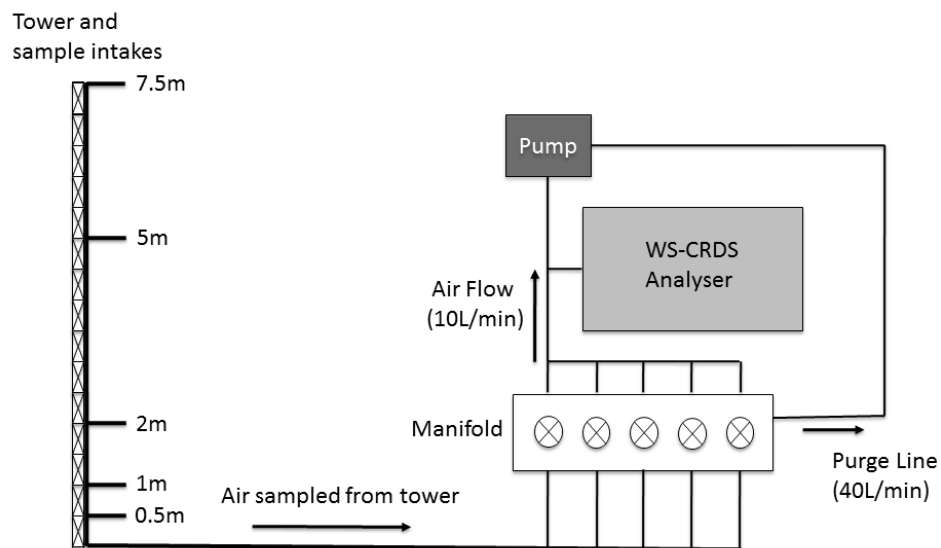 Tower and
sample intakes
7.5m
5m
2m
1m
0.5m
Air sampled from tower
Pump
WS-CRDS
Analyser
Air Flow
(10L/min)
Manifold
Purge Line
(40L/min)